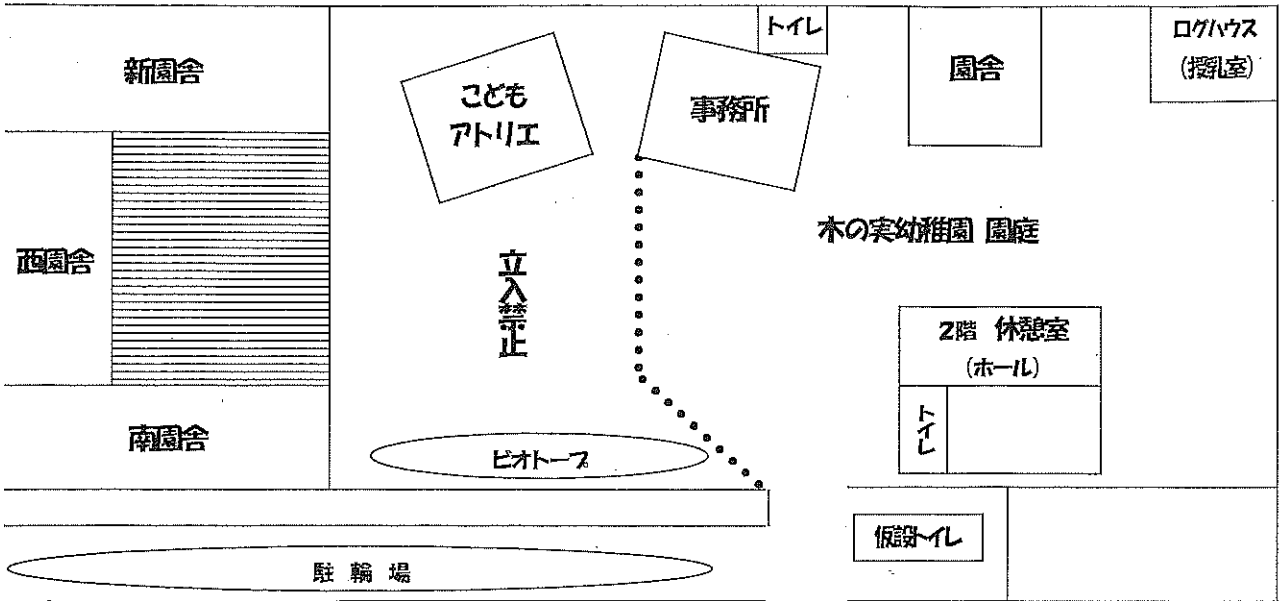 トイレ
新園舎
こども
アトリエ
事務所
園舎
ログハウス
(授乳室)
木の実幼稚園 園庭
西園舎
立入禁止
2階 休憩室
(ホール)
トイレ
南園舎
ビオトープ
仮設トイレ
駐輪場